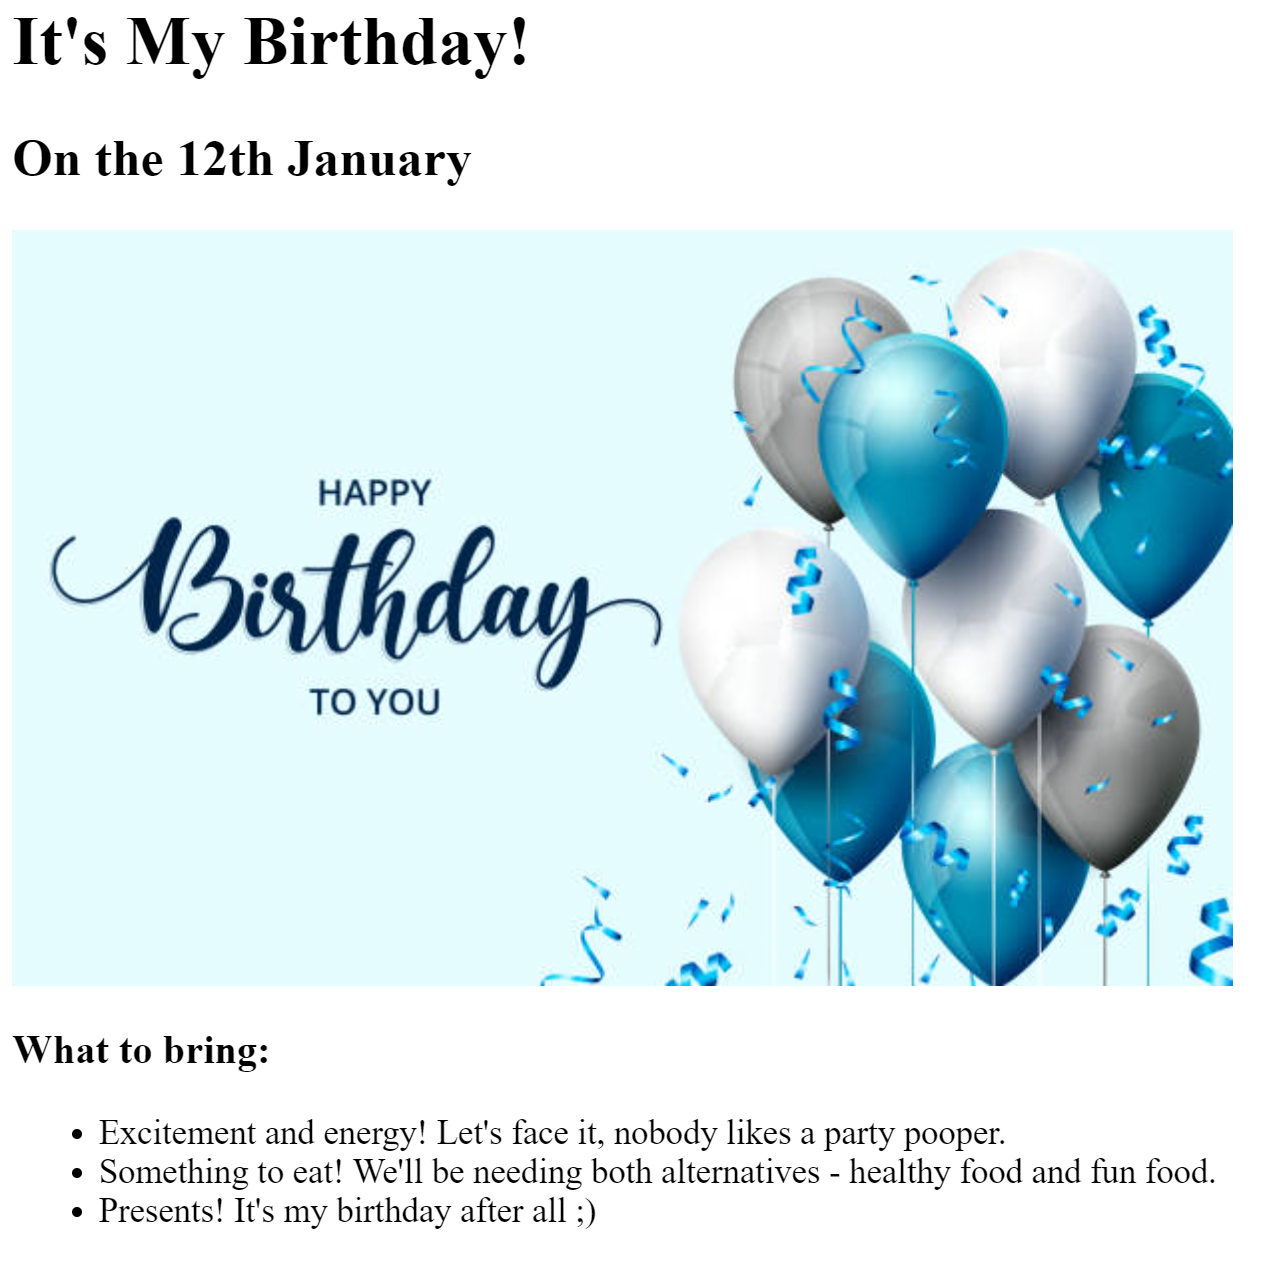 It's My Birthday!
On the 12th January
HAPPY
Birthday
TO YOU
What to bring:
• Excitement and energy! Let's face it, nobody likes a party pooper.
• Something to eat! We'll be needing both alternatives - healthy food and fun food.
• Presents! It's my birthday after all ;)